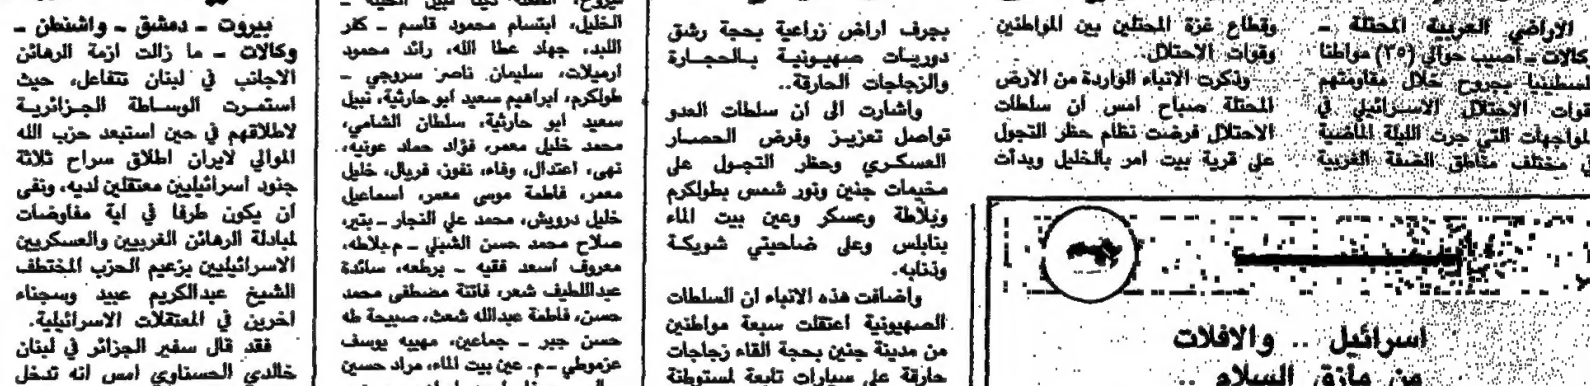 الاراضي العربية المحتلة ـ
وكالات ـ أصيب حوالي (٣٥) مواطنا
فلسطينيا بجروح خلال مقاومتهم
قوات الاحتلال الاسرائيلي في
المواجهات التي جرت الليلة الماضية
في مختلف مناطق الضفة الغربية
وقطاع غزة المحتلين بين المواطنين
وقوات الاحتلال.
وذكرت الانباء الواردة من الارض
المحتلة صباح امس ان سلطات
الاحتلال فرضت نظام حظر التجول
على قرية بيت امر بالخليل وبدأت
اسرائيل .. والافلات
من مازق السلام ..
بجرف اراض زراعية بحجة رشق
دوريات صهيونية بالحجارة
والزجاجات الحارقة..
واشارت الى ان سلطات العدو
تواصل تعزيز وفرض الحصار
العسكري وحظر التجول على
مخيمات جنين ونور شمس بطولكرم
وبلاطة وعسكر وعين بيت الماء
بنابلس وعلى ضاحيتي شويكة
وذنابه.
واضافت هذه الانباء ان السلطات
الصهيونية اعتقلت سبعة مواطنين
من مدينة جنين بحجة القاء زجاجات
حارقة على سيارات تابعة لمستوطنة
الخليل، ابتسام محمود قاسم ـ كفر
اللبد، جهاد عطا الله، رائد محمود
ارميلات، سليمان ناصر سروجي ـ
طولكرم، ابراهيم سعيد ابو حارثية، نبيل
سعيد ابو حارثية، سلطان الشامي،
محمد خليل معمر، فؤاد حماد عونيه،
نهى، اعتدال، وفاء، نفوز، فريال، خليل
معمر، فاطمة موسى معمر، اسماعيل
خليل درويش، محمد علي النجار ـ بتير،
صلاح محمد حسن الشبلي ـ م.بلاطه،
معروف اسعد فقيه ـ برطعه، سائدة
عبداللطيف شعر، فاتنة مصطفى محمد
حسن، فاطمة عبدالله شعث، صبيحة طه
حسن جبر ـ جماعين، مهيبه يوسف
عزموطي ـ م. عين بيت الماء، مراد حسين
بيروت ـ دمشق ـ واشنطن ـ
وكالات ـ ما زالت ازمة الرهائن
الاجانب في لبنان تتفاعل، حيث
استمرت الوساطة الجزائرية
لاطلاقهم في حين استبعد حزب الله
الموالي لايران اطلاق سراح ثلاثة
جنود اسرائيليين معتقلين لديه، ونفى
ان يكون طرفا في اية مفاوضات
لمبادلة الرهائن الغربيين والعسكريين
الاسرائيليين بزعيم الحزب المختطف
الشيخ عبدالكريم عبيد وسجناء
اخرين في المعتقلات الاسرائيلية.
فقد قال سفير الجزائر في لبنان
خالدي الحسناوي امس انه تدخل